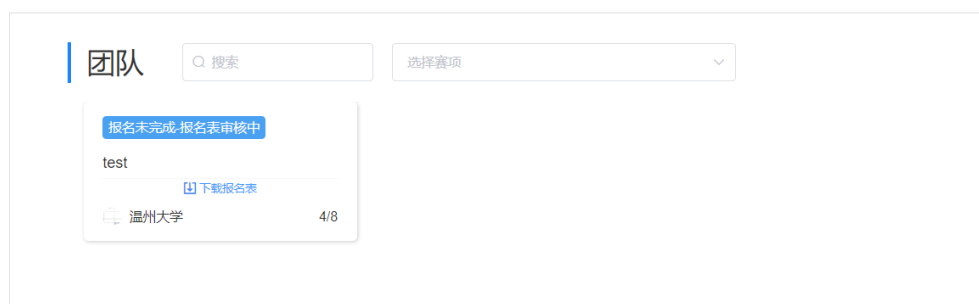 团队
搜索
选择赛项
报名未完成-报名表审核中
test
下载报名表
温州大学
4/8